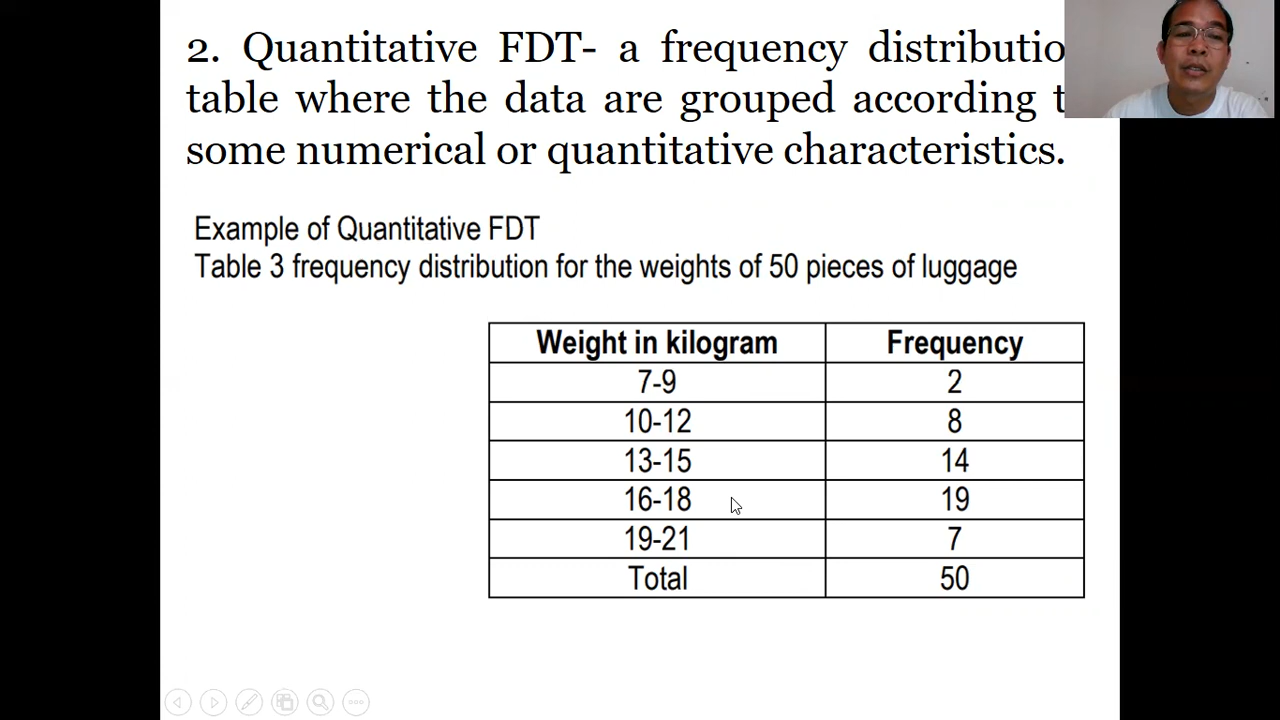 2. Quantitative FDT- a frequency distributio
table where the data are grouped according t
some numerical or quantitative characteristics.
Example of Quantitative FDT
Table 3 frequency distribution for the weights of 50 pieces of luggage
Weight in kilogram Frequency
7-9 2
10-12 8
13-15 14
16-18 19
19-21 7
Total 50